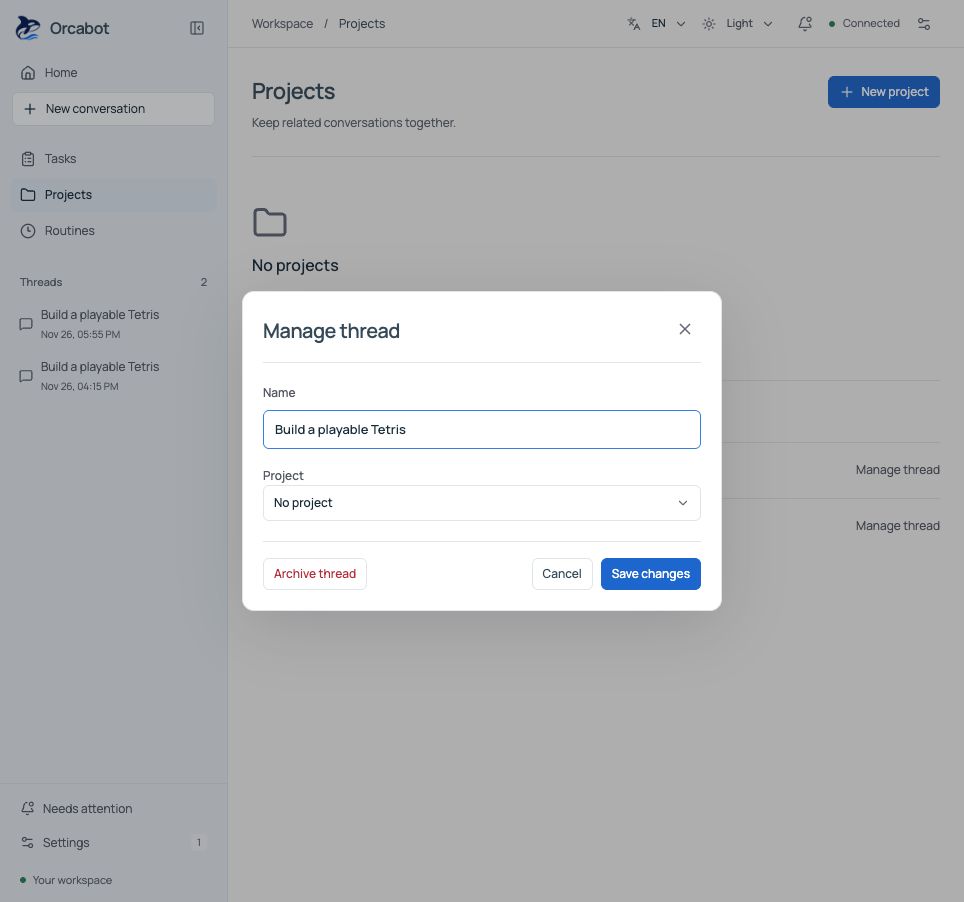 Orcabot
Home
New conversation
Tasks
Projects
Routines
Threads 2
Build a playable Tetris
Nov 26, 05:55 PM
Build a playable Tetris
Nov 26, 04:15 PM
Needs attention
Settings 1
Your workspace
Workspace / Projects EN Light Connected
Projects
New project
Keep related conversations together.
No projects
Manage thread
Manage thread
Manage thread
Name
Build a playable Tetris
Project
No project
Archive thread Cancel Save changes